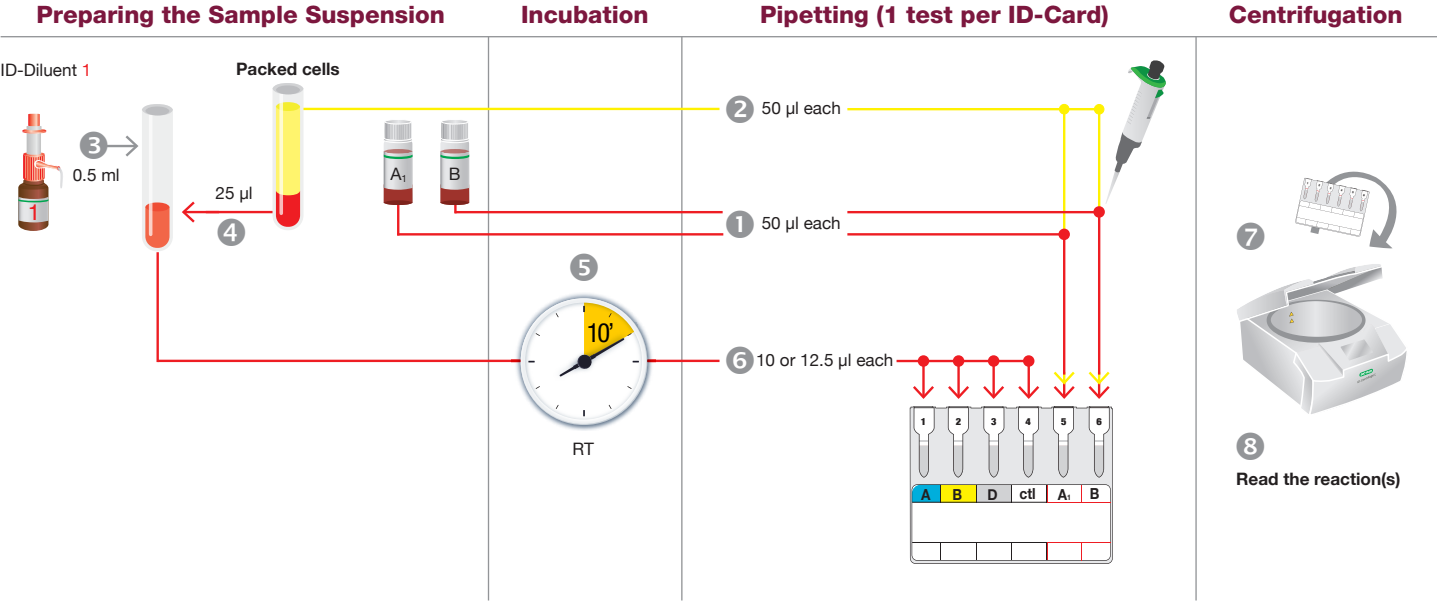 Preparing the Sample Suspension
Incubation
Pipetting (1 test per ID-Card)
Centrifugation
ID-Diluent 1
Packed cells
3
0.5 ml
1
25 µl
4
A₁
B
2 50 µl each
1 50 µl each
5
10’
RT
6 10 or 12.5 µl each
1 2 3 4 5 6
A B D ctl A₁ B
7
8
Read the reaction(s)